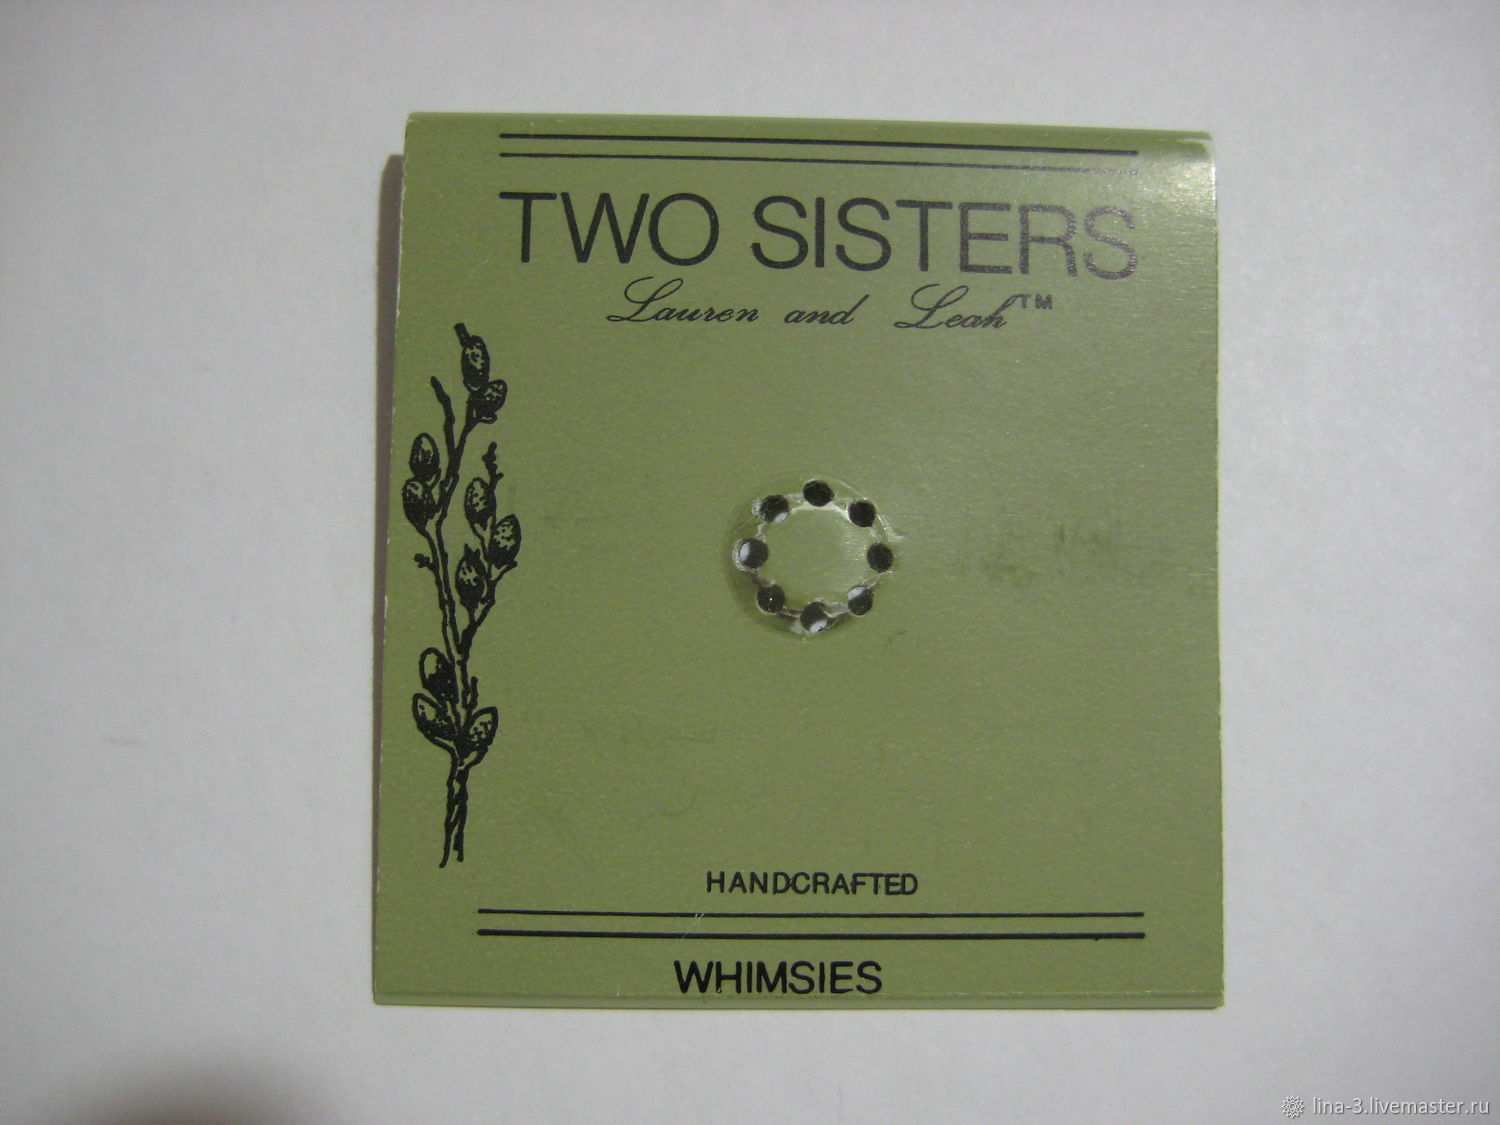 TWO SISTERS
Lauren and Leah™
HANDCRAFTED
WHIMSIES
lina-3.livemaster.ru